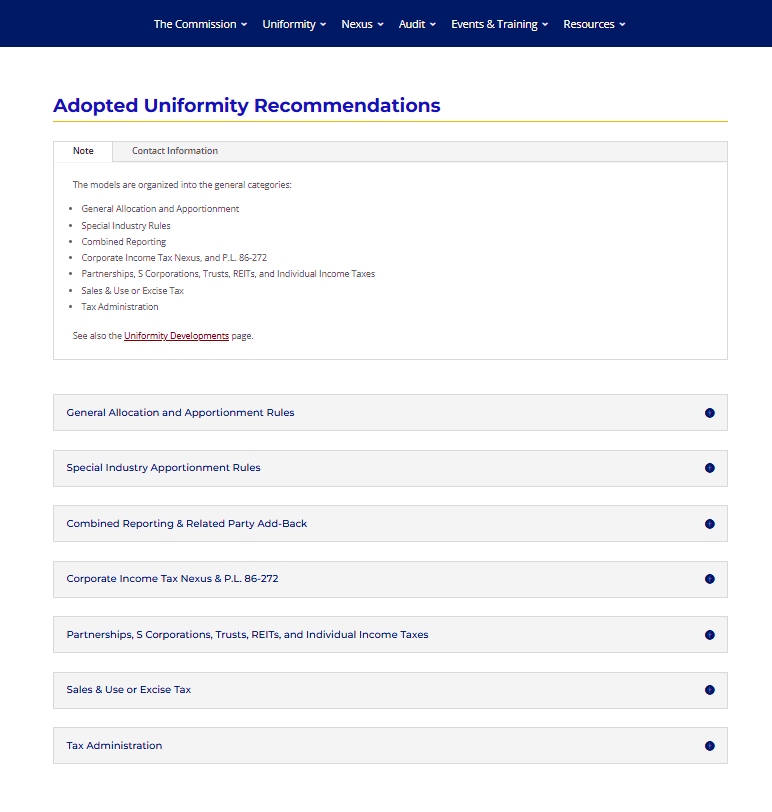 The Commission Uniformity Nexus Audit Events & Training Resources
Adopted Uniformity Recommendations
Note Contact Information
The models are organized into the general categories:
• General Allocation and Apportionment
• Special Industry Rules
• Combined Reporting
• Corporate Income Tax Nexus, and P.L. 86-272
• Partnerships, S Corporations, Trusts, REITs, and Individual Income Taxes
• Sales & Use or Excise Tax
• Tax Administration
See also the Uniformity Developments page.
General Allocation and Apportionment Rules
Special Industry Apportionment Rules
Combined Reporting & Related Party Add-Back
Corporate Income Tax Nexus & P.L. 86-272
Partnerships, S Corporations, Trusts, REITs, and Individual Income Taxes
Sales & Use or Excise Tax
Tax Administration